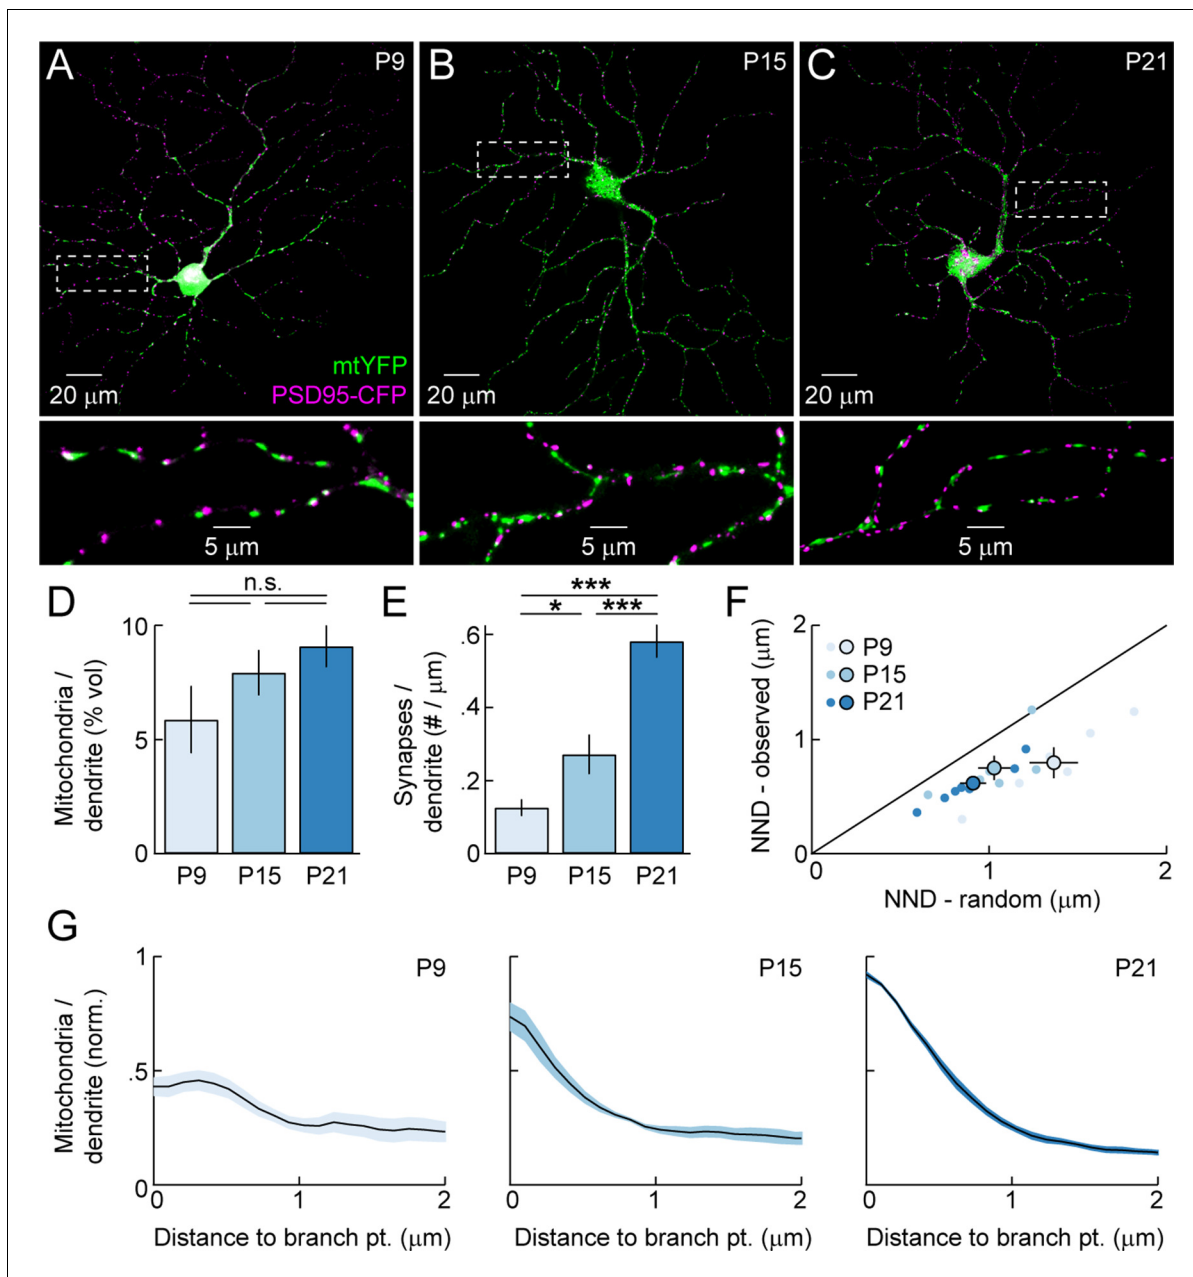 A
P9
B
P15
C
P21
mtYFP
PSD95-CFP
20 μm
20 μm
20 μm
5 μm
5 μm
5 μm
D
n.s.
Mitochondria /
dendrite (% vol)
10
5
0
P9
P15
P21
E
***
*
***
Synapses /
dendrite (# / μm)
.6
.4
.2
0
P9
P15
P21
F
NND - observed (μm)
2
1
0
P9
P15
P21
0
1
2
NND - random (μm)
G
Mitochondria /
dendrite (norm.)
1
.5
0
P9
0
1
2
Distance to branch pt. (μm)
P15
0
1
2
Distance to branch pt. (μm)
P21
0
1
2
Distance to branch pt. (μm)